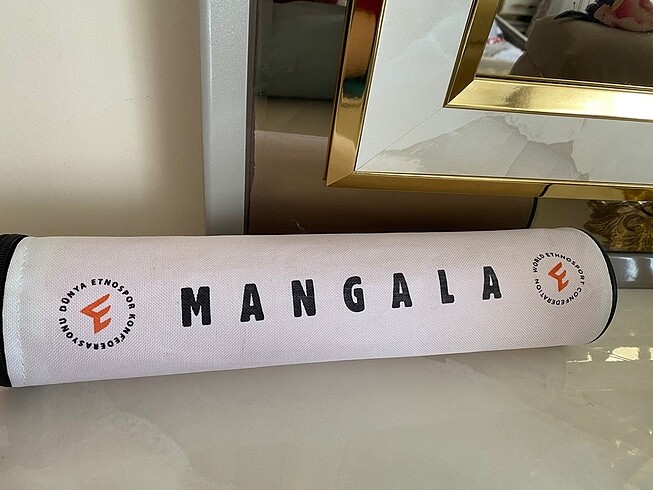 DÜNYA ETNOSPOR KONFEDERASYONU
MANGALA
WORLD ETHNOSPORT CONFEDERATION